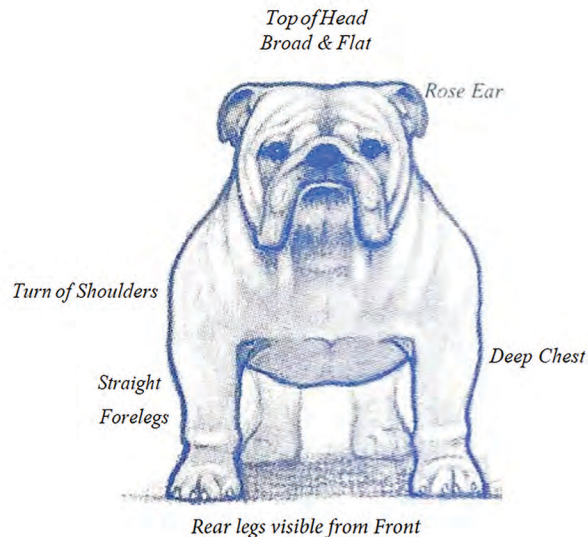 Top of Head
Broad & Flat
Rose Ear
Turn of Shoulders
Deep Chest
Straight
Forelegs
Rear legs visible from Front